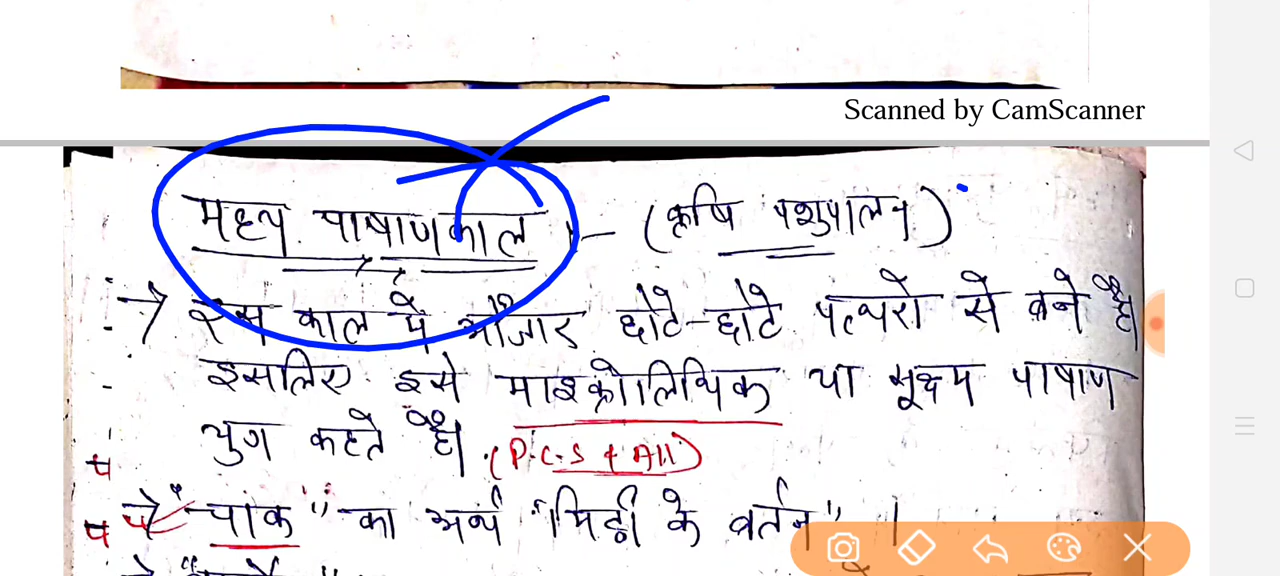 Scanned by CamScanner
मध्य पाषाणकाल :- (कृषि पशुपालन)
→ इस काल में औजार छोटे-छोटे पत्थरो से बने है।
इसलिए इसे माइक्रोलिथिक या सूक्ष्म पाषाण
युग कहते है। (P.C.S + All)
→ "चाक" का अर्थ "मिट्टी के बर्तन" ।